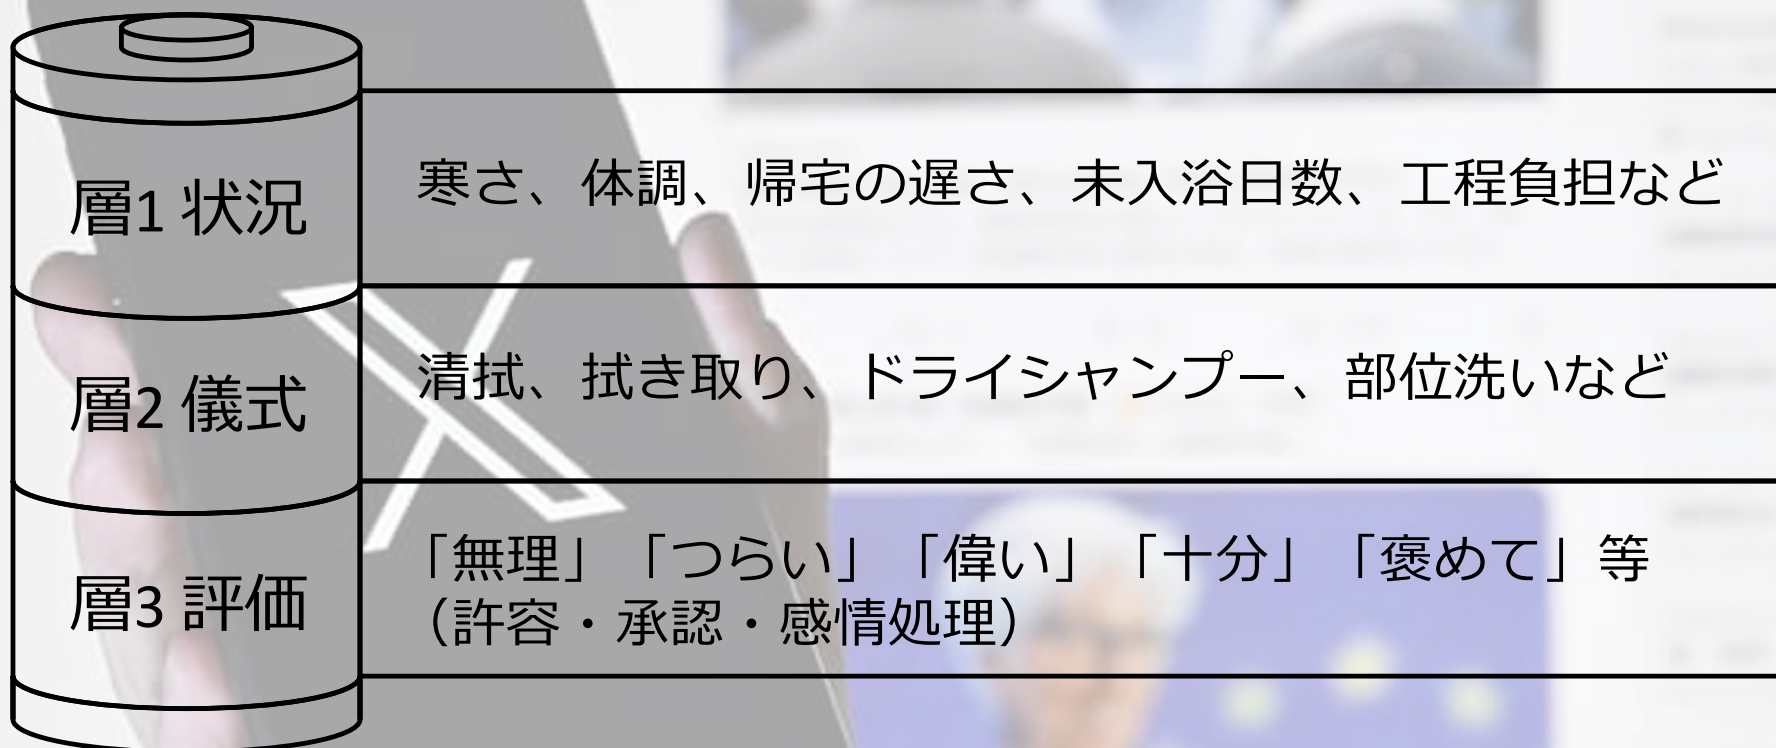 層1 状況
寒さ、体調、帰宅の遅さ、未入浴日数、工程負担など
層2 儀式
清拭、拭き取り、ドライシャンプー、部位洗いなど
層3 評価
「無理」「つらい」「偉い」「十分」「褒めて」等
（許容・承認・感情処理）